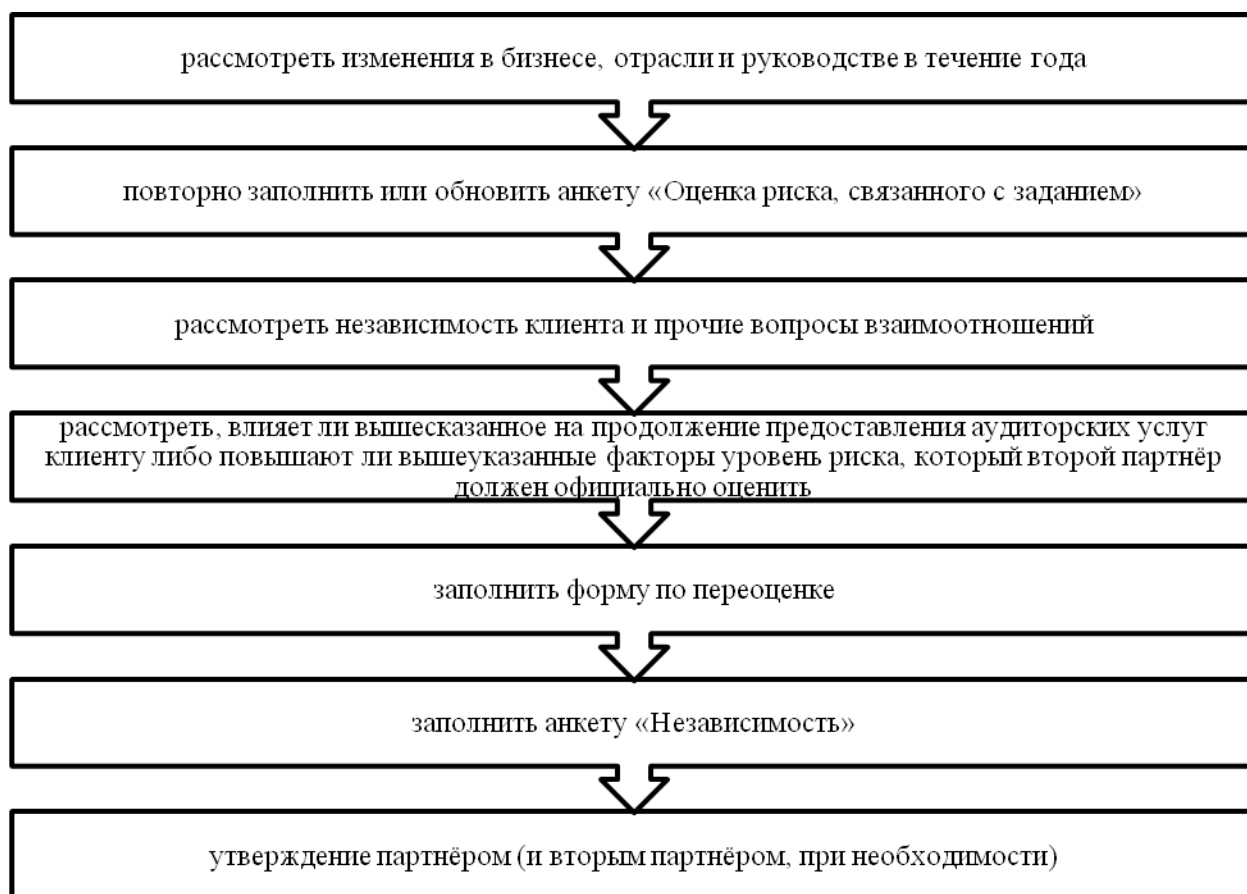 рассмотреть изменения в бизнесе, отрасли и руководстве в течение года
повторно заполнить или обновить анкету «Оценка риска, связанного с заданием»
рассмотреть независимость клиента и прочие вопросы взаимоотношений
рассмотреть, влияет ли вышесказанное на продолжение предоставления аудиторских услуг
клиенту либо повышают ли вышеуказанные факторы уровень риска, который второй партнёр
должен официально оценить
заполнить форму по переоценке
заполнить анкету «Независимость»
утверждение партнёром (и вторым партнёром, при необходимости)